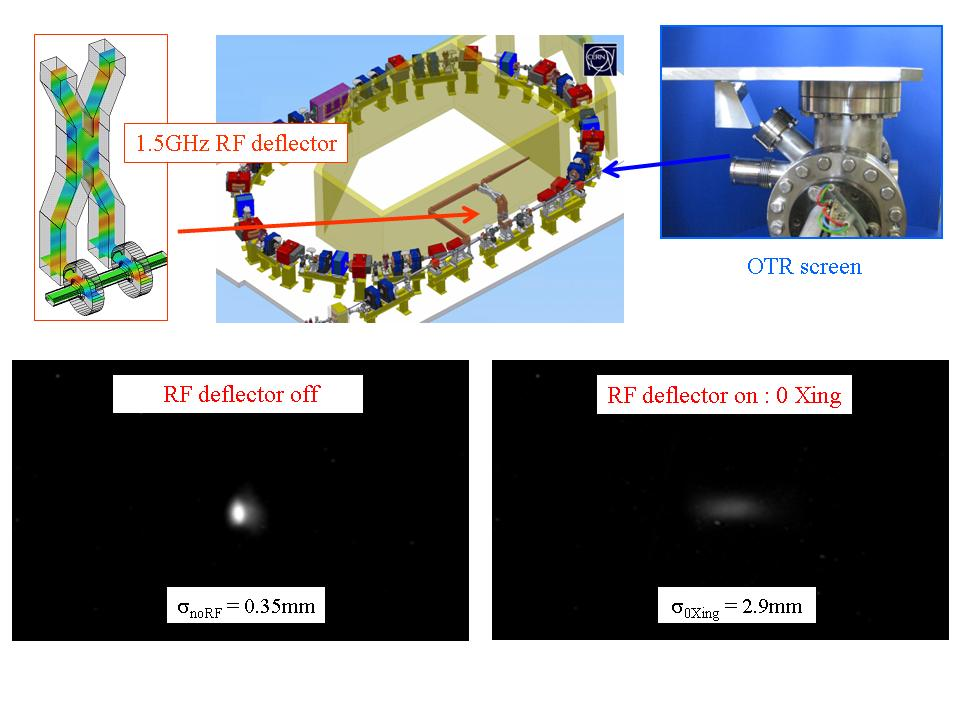 CERN
1.5GHz RF deflector
OTR screen
RF deflector off
RF deflector on : 0 Xing
σnoRF = 0.35mm
σ0Xing = 2.9mm